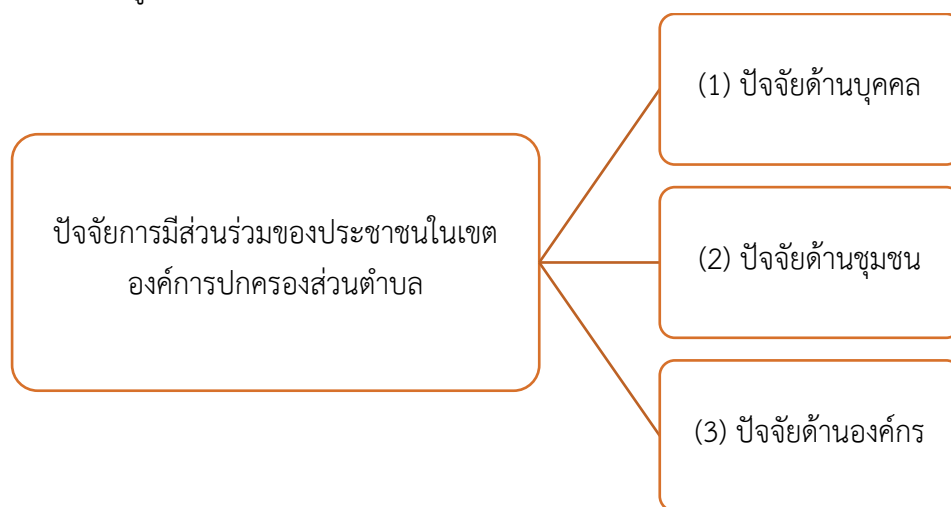 (1) ปัจจัยด้านบุคคล
ปัจจัยการมีส่วนร่วมของประชาชนในเขต
องค์การปกครองส่วนตำบล
(2) ปัจจัยด้านชุมชน
(3) ปัจจัยด้านองค์กร